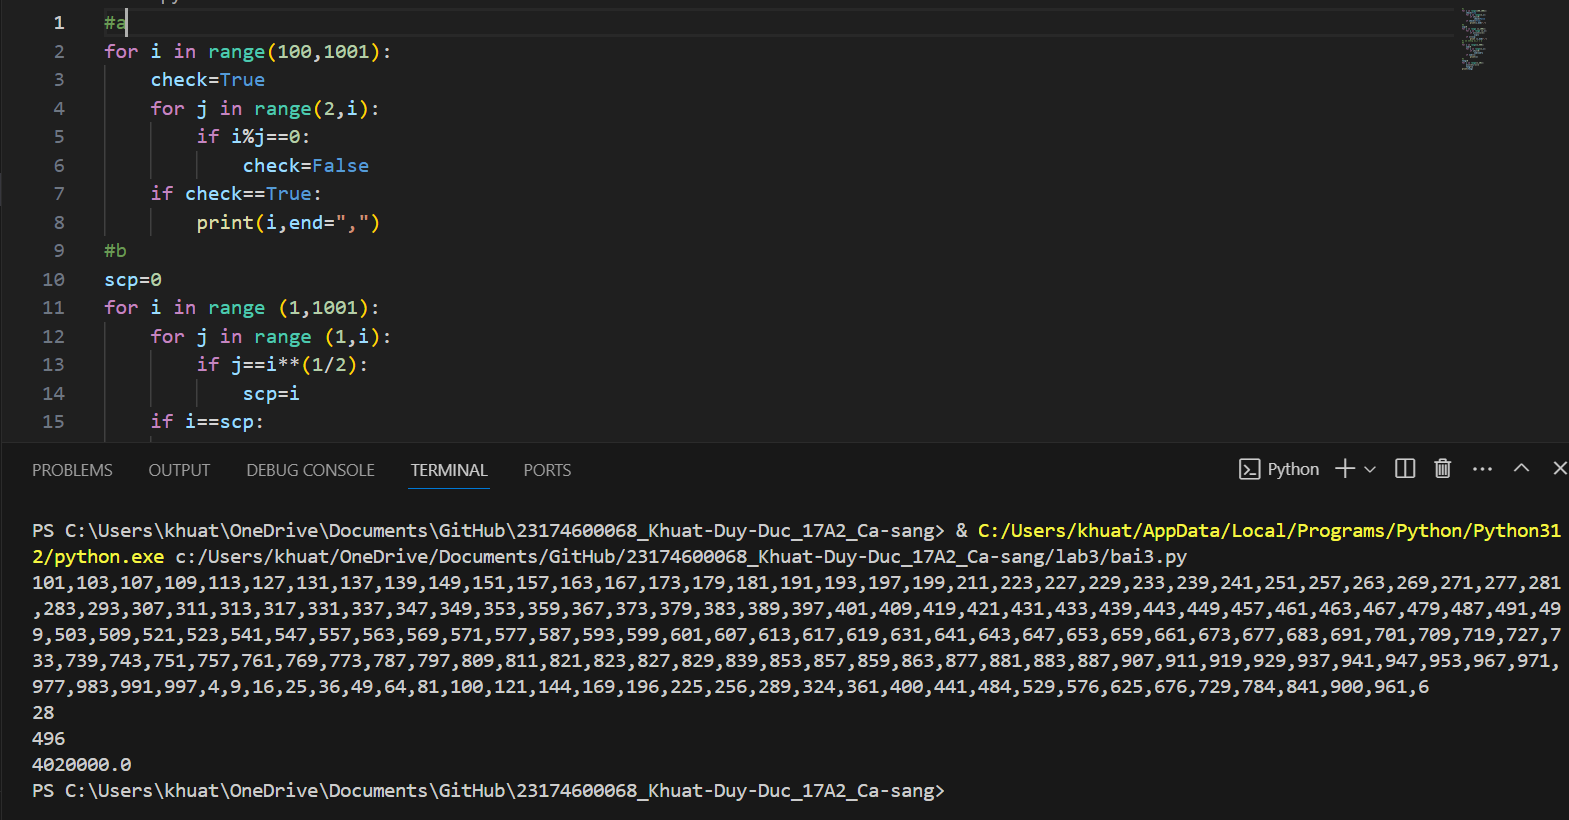 1 #a
2 for i in range(100,1001):
3     check=True
4     for j in range(2,i):
5         if i%j==0:
6             check=False
7     if check==True:
8         print(i,end=",")
9 #b
10 scp=0
11 for i in range (1,1001):
12     for j in range (1,i):
13         if j==i**(1/2):
14             scp=i
15     if i==scp:
PROBLEMS OUTPUT DEBUG CONSOLE TERMINAL PORTS Python
PS C:\Users\khuat\OneDrive\Documents\GitHub\23174600068_Khuat-Duy-Duc_17A2_Ca-sang> & C:/Users/khuat/AppData/Local/Programs/Python/Python31
2/python.exe c:/Users/khuat/OneDrive/Documents/GitHub/23174600068_Khuat-Duy-Duc_17A2_Ca-sang/lab3/bai3.py
101,103,107,109,113,127,131,137,139,149,151,157,163,167,173,179,181,191,193,197,199,211,223,227,229,233,239,241,251,257,263,269,271,277,281
,283,293,307,311,313,317,331,337,347,349,353,359,367,373,379,383,389,397,401,409,419,421,431,433,439,443,449,457,461,463,467,479,487,491,49
9,503,509,521,523,541,547,557,563,569,571,577,587,593,599,601,607,613,617,619,631,641,643,647,653,659,661,673,677,683,691,701,709,719,727,7
33,739,743,751,757,761,769,773,787,797,809,811,821,823,827,829,839,853,857,859,863,877,881,883,887,907,911,919,929,937,941,947,953,967,971,
977,983,991,997,4,9,16,25,36,49,64,81,100,121,144,169,196,225,256,289,324,361,400,441,484,529,576,625,676,729,784,841,900,961,6
28
496
4020000.0
PS C:\Users\khuat\OneDrive\Documents\GitHub\23174600068_Khuat-Duy-Duc_17A2_Ca-sang>